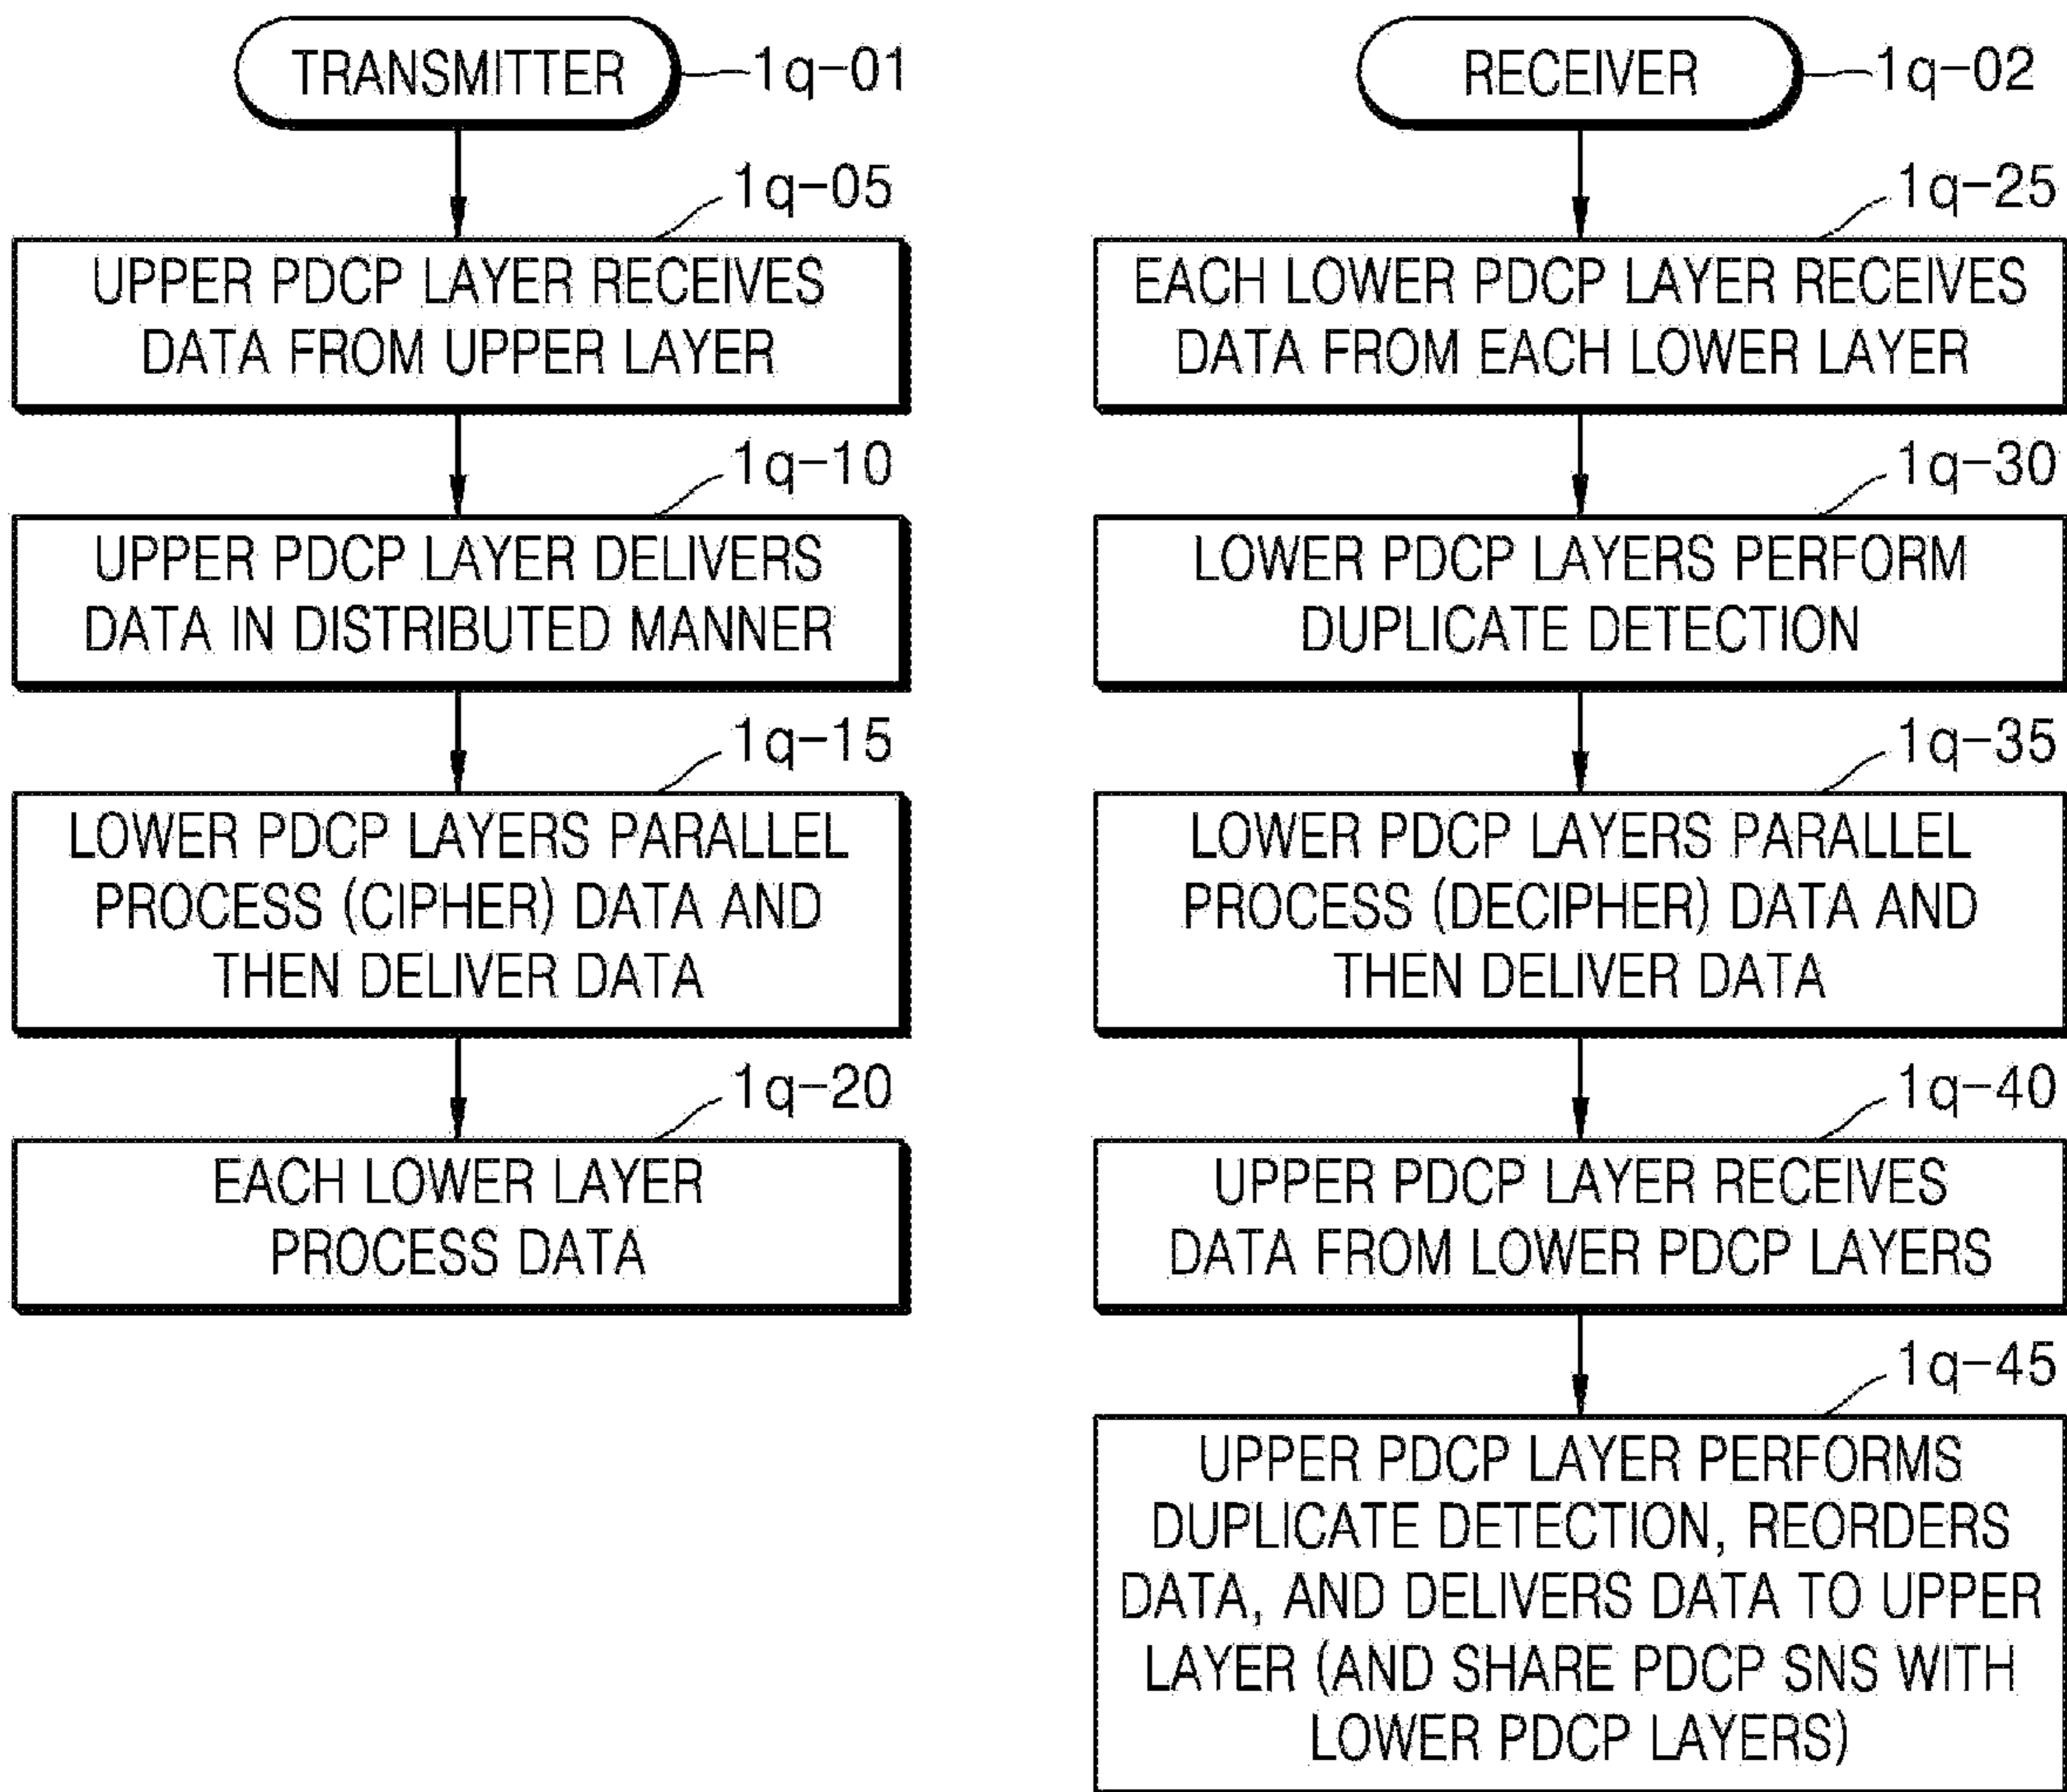 TRANSMITTER
1q-01
1q-05
UPPER PDCP LAYER RECEIVES
DATA FROM UPPER LAYER
1q-10
UPPER PDCP LAYER DELIVERS
DATA IN DISTRIBUTED MANNER
1q-15
LOWER PDCP LAYERS PARALLEL
PROCESS (CIPHER) DATA AND
THEN DELIVER DATA
1q-20
EACH LOWER LAYER
PROCESS DATA
RECEIVER
1q-02
1q-25
EACH LOWER PDCP LAYER RECEIVES
DATA FROM EACH LOWER LAYER
1q-30
LOWER PDCP LAYERS PERFORM
DUPLICATE DETECTION
1q-35
LOWER PDCP LAYERS PARALLEL
PROCESS (DECIPHER) DATA AND
THEN DELIVER DATA
1q-40
UPPER PDCP LAYER RECEIVES
DATA FROM LOWER PDCP LAYERS
1q-45
UPPER PDCP LAYER PERFORMS
DUPLICATE DETECTION, REORDERS
DATA, AND DELIVERS DATA TO UPPER
LAYER (AND SHARE PDCP SNS WITH
LOWER PDCP LAYERS)